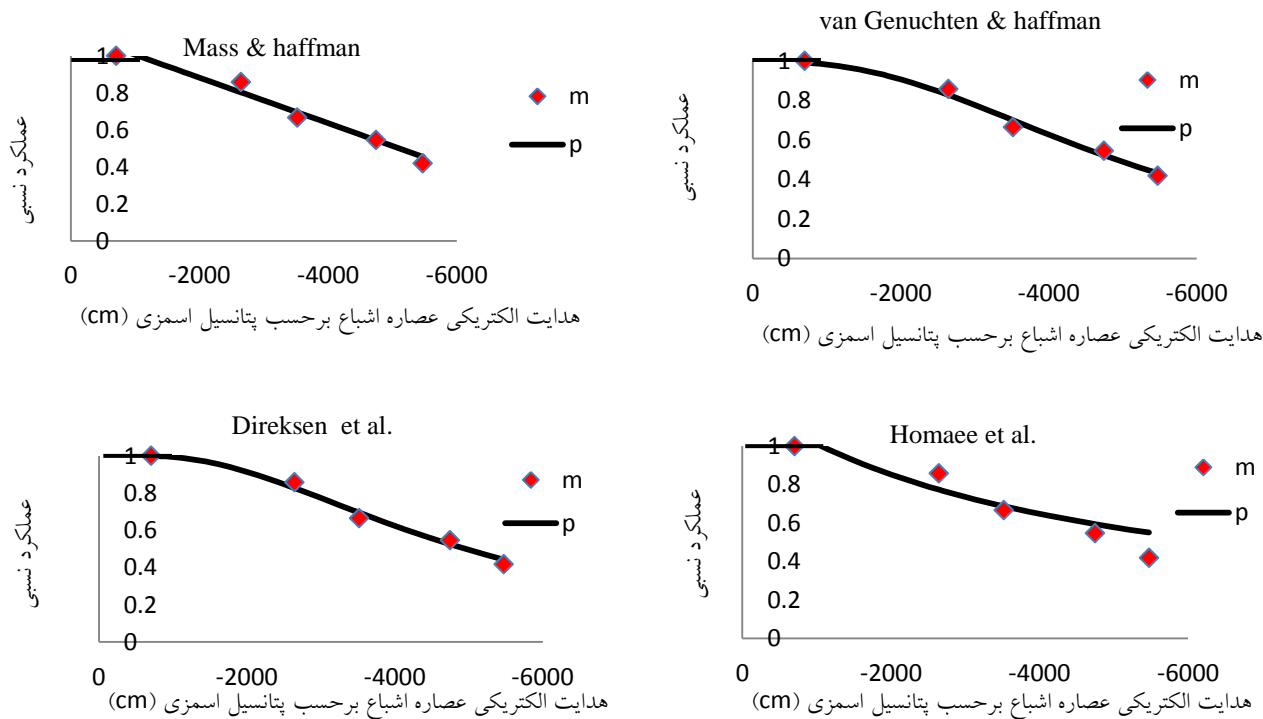 Mass & haffman
1
0.8
0.6
0.4
0.2
0
عملکرد نسبی
m
p
0 -2000 -4000 -6000
هدایت الکتریکی عصاره اشباع برحسب پتانسیل اسمزی (cm)
van Genuchten & haffman
1
0.8
0.6
0.4
0.2
0
عملکرد نسبی
m
p
0 -2000 -4000 -6000
هدایت الکتریکی عصاره اشباع برحسب پتانسیل اسمزی (cm)
Direksen et al.
1
0.8
0.6
0.4
0.2
0
عملکرد نسبی
m
p
0 -2000 -4000 -6000
هدایت الکتریکی عصاره اشباع برحسب پتانسیل اسمزی (cm)
Homaee et al.
1
0.8
0.6
0.4
0.2
0
عملکرد نسبی
m
p
0 -2000 -4000 -6000
هدایت الکتریکی عصاره اشباع برحسب پتانسیل اسمزی (cm)